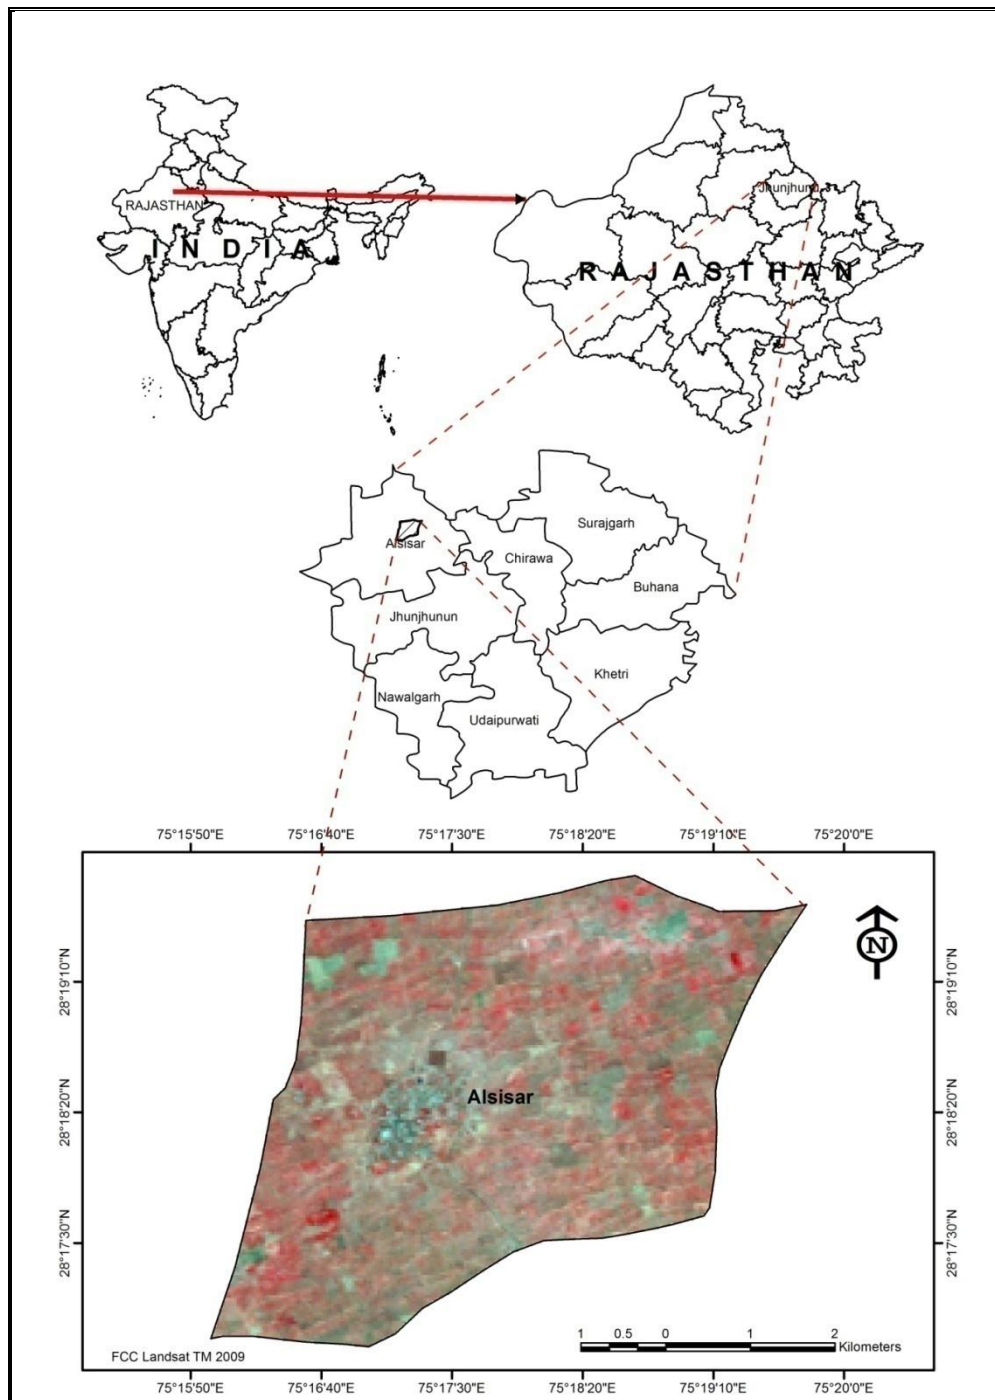 RAJASTHAN
I N D I A
Jhunjhunu
R A J A S T H A N
Surajgarh
Alsisar
Chirawa
Buhana
Jhunjhunun
Khetri
Nawalgarh
Udaipurwati
75°15'50"E 75°16'40"E 75°17'30"E 75°18'20"E 75°19'10"E 75°20'0"E
N
28°19'10"N 28°19'10"N
Alsisar
28°18'20"N 28°18'20"N
28°17'30"N 28°17'30"N
1 0.5 0 1 2
Kilometers
FCC Landsat TM 2009
75°15'50"E 75°16'40"E 75°17'30"E 75°18'20"E 75°19'10"E 75°20'0"E